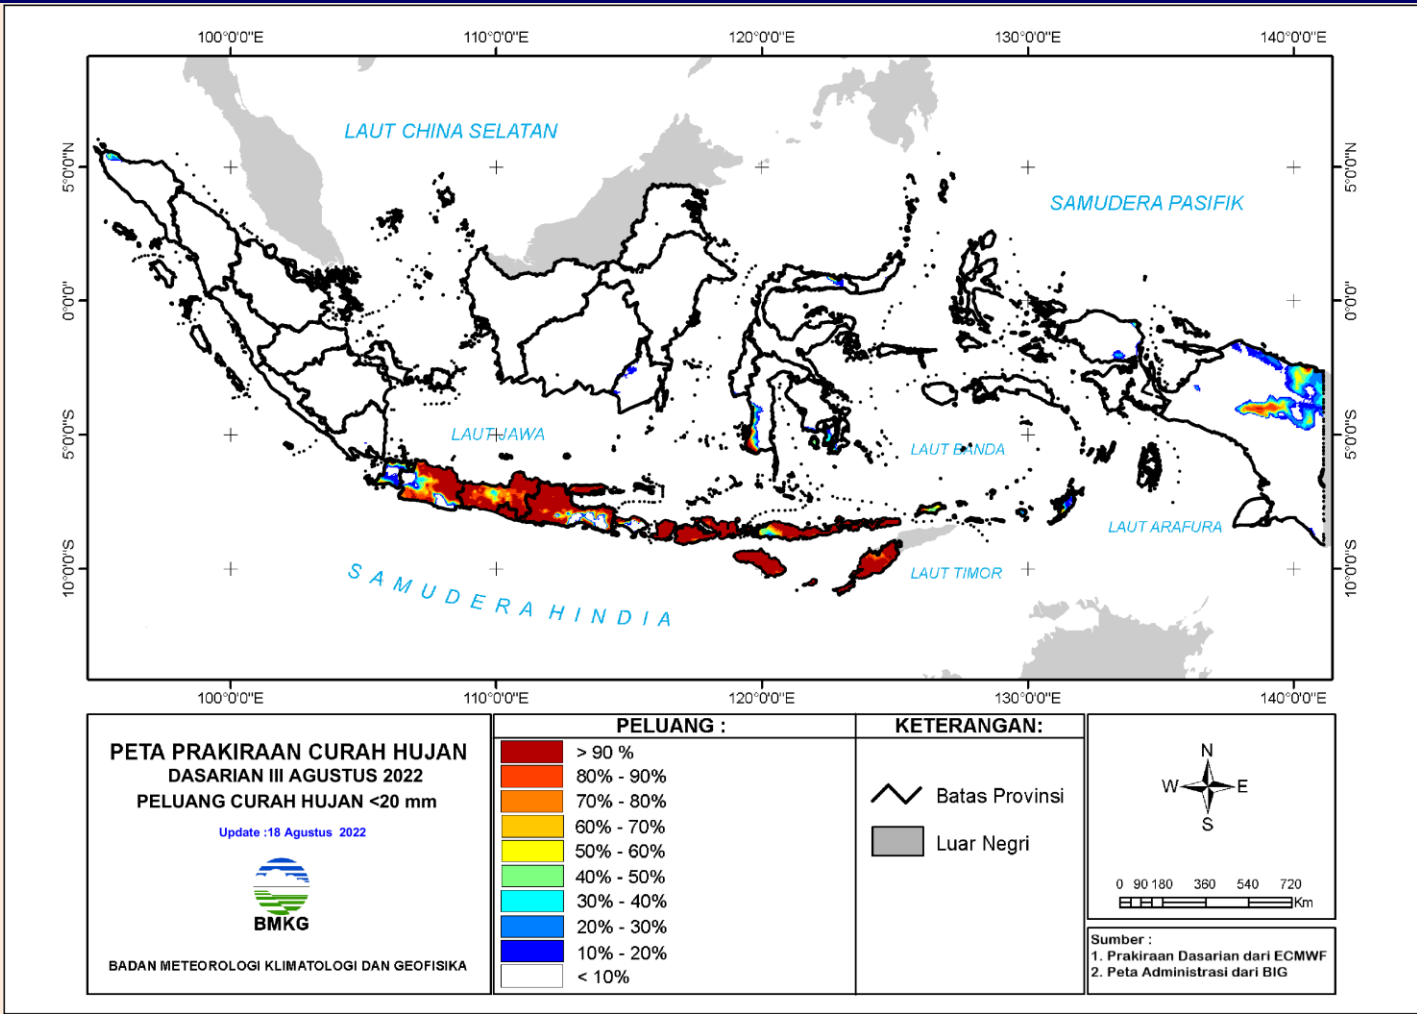 100°0'0"E 110°0'0"E 120°0'0"E 130°0'0"E 140°0'0"E
5°0'0"N
5°0'0"N
LAUT CHINA SELATAN
SAMUDERA PASIFIK
0°0'0"
0°0'0"
5°0'0"S
5°0'0"S
LAUT JAWA
LAUT BANDA
LAUT ARAFURA
10°0'0"S
10°0'0"S
LAUT TIMOR
SAMUDERA HINDIA
100°0'0"E 110°0'0"E 120°0'0"E 130°0'0"E 140°0'0"E
PETA PRAKIRAAN CURAH HUJAN
DASARIAN III AGUSTUS 2022
PELUANG CURAH HUJAN <20 mm
Update :18 Agustus 2022
BMKG
BADAN METEOROLOGI KLIMATOLOGI DAN GEOFISIKA
PELUANG :
> 90 %
80% - 90%
70% - 80%
60% - 70%
50% - 60%
40% - 50%
30% - 40%
20% - 30%
10% - 20%
< 10%
KETERANGAN:
Batas Provinsi
Luar Negri
N
W E
S
0 90 180 360 540 720
Km
Sumber :
1. Prakiraan Dasarian dari ECMWF
2. Peta Administrasi dari BIG